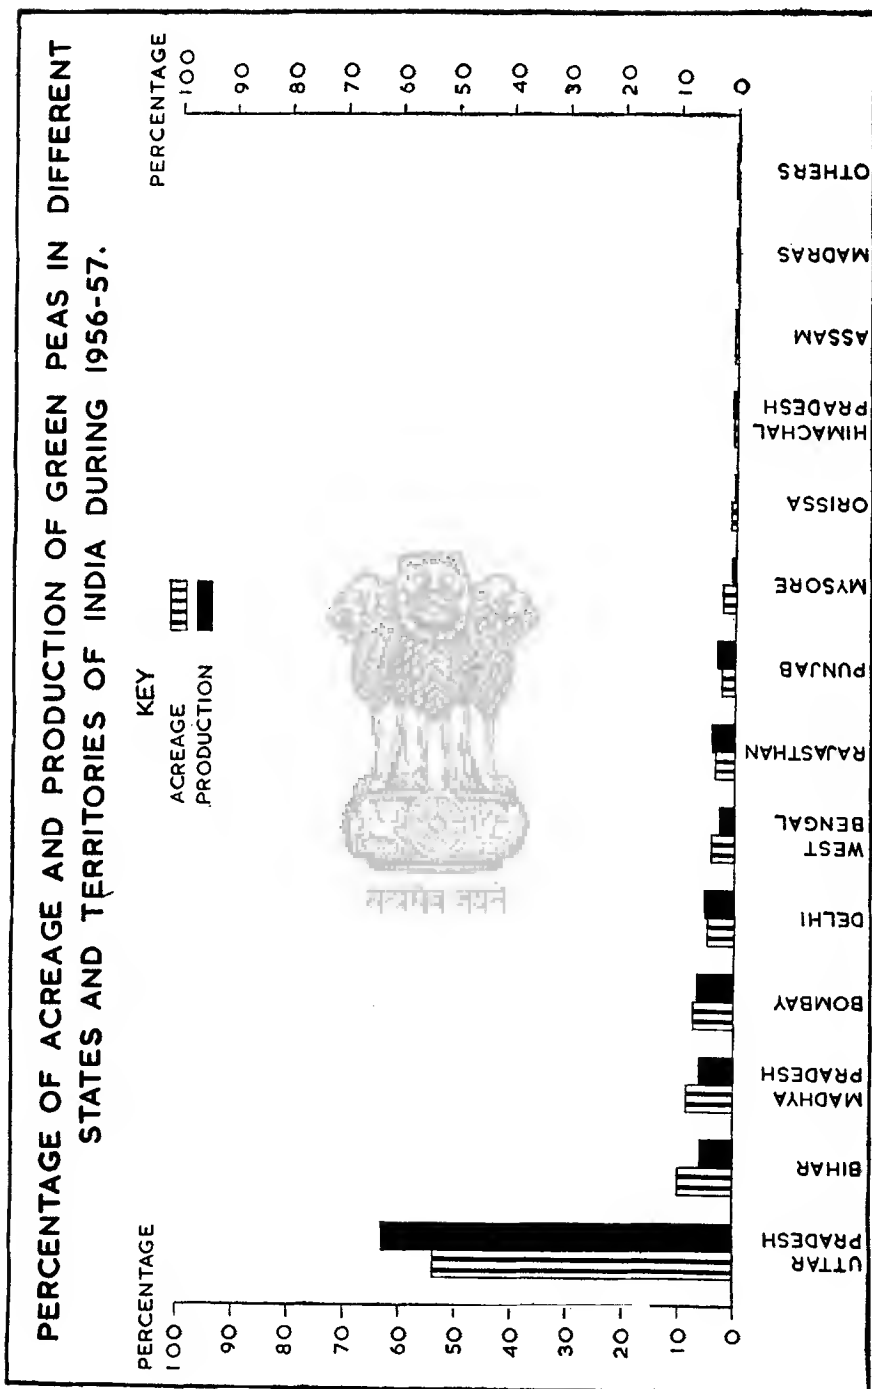 PERCENTAGE OF ACREAGE AND PRODUCTION OF GREEN PEAS IN DIFFERENT
STATES AND TERRITORIES OF INDIA DURING 1956-57.
KEY
ACREAGE
PRODUCTION
PERCENTAGE
100
90
80
70
60
50
40
30
20
10
0
PERCENTAGE
100
90
80
70
60
50
40
30
20
10
0
UTTAR
PRADESH
BIHAR
MADHYA
PRADESH
BOMBAY
DELHI
WEST
BENGAL
RAJASTHAN
PUNJAB
MYSORE
ORISSA
HIMACHAL
PRADESH
ASSAM
MADRAS
OTHERS
सत्यमेव जयते